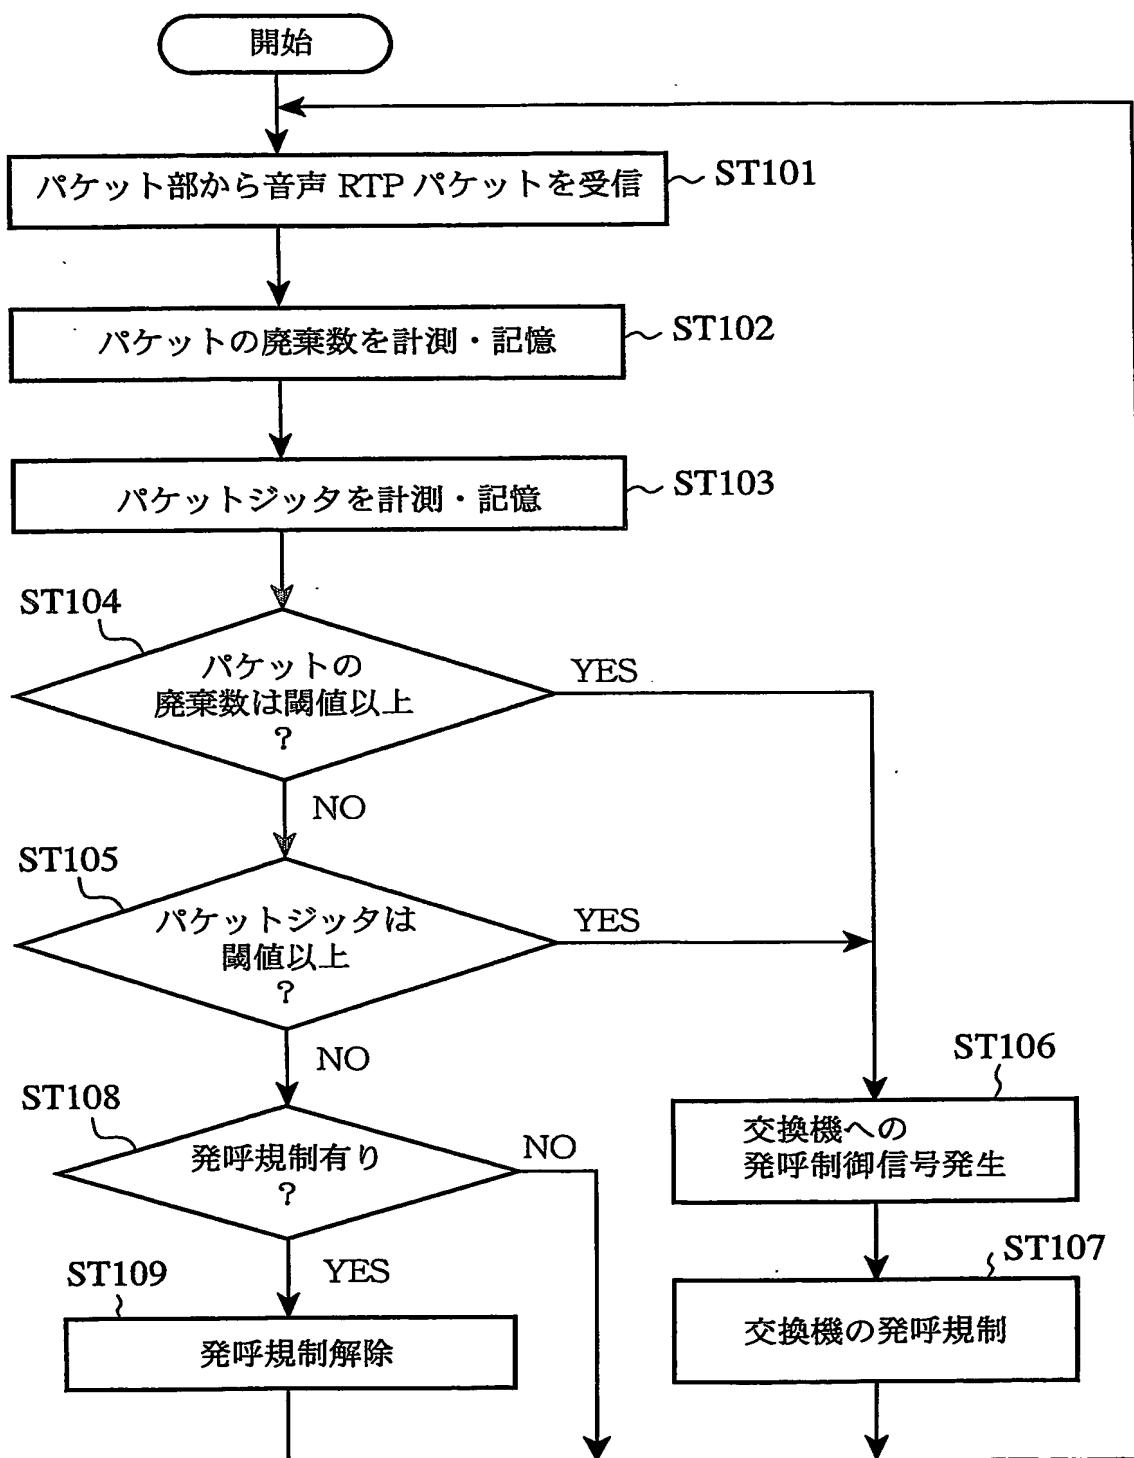 開始
パケット部から音声 RTP パケットを受信
ST101
パケットの廃棄数を計測・記憶
ST102
パケットジッタを計測・記憶
ST103
ST104
パケットの
廃棄数は閾値以上
?
YES
NO
ST105
パケットジッタは
閾値以上
?
YES
NO
ST106
交換機への
発呼制御信号発生
ST108
発呼規制有り
?
NO
YES
ST107
交換機の発呼規制
ST109
発呼規制解除